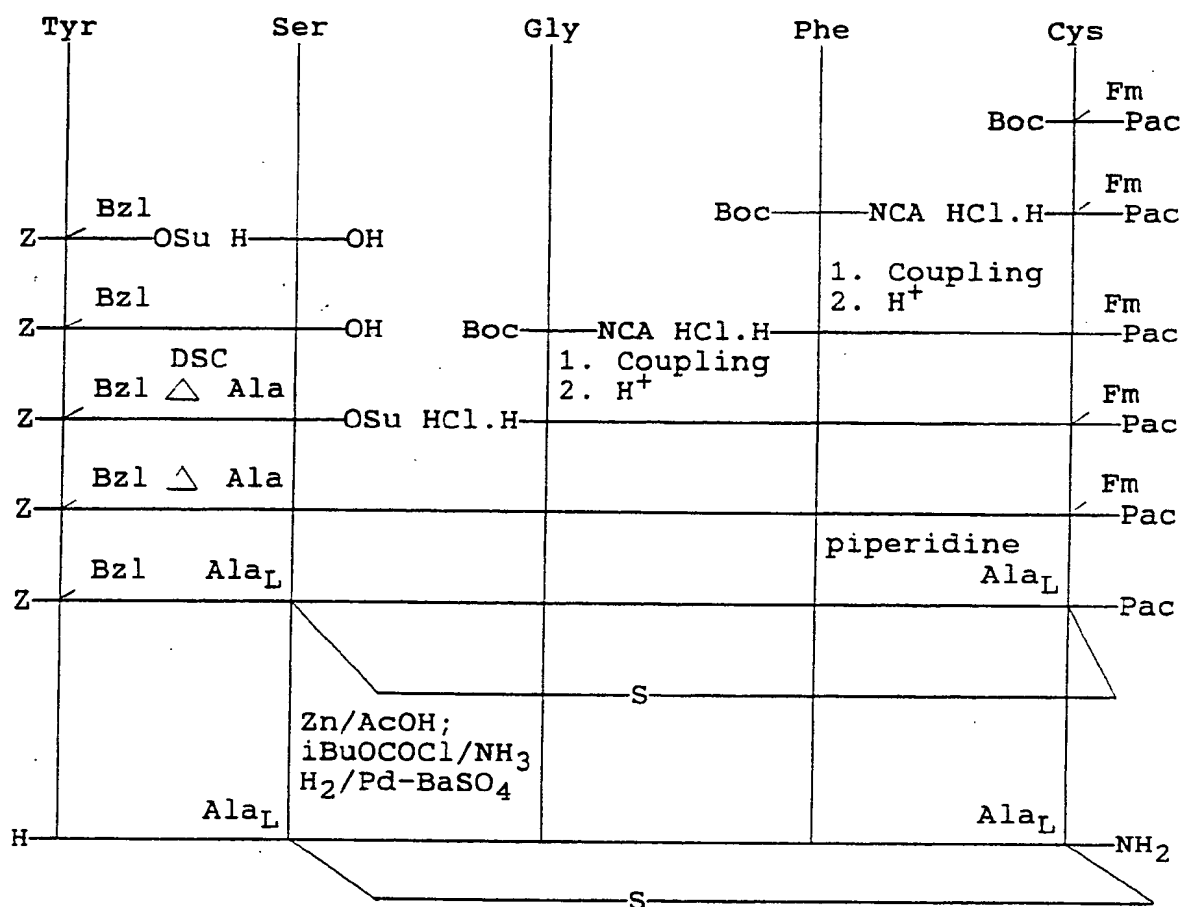 Tyr Ser Gly Phe Cys
Fm
Boc Pac
Bzl Fm
Z OSu H OH Boc NCA HCl.H Pac
1. Coupling
2. H+
Bzl Fm
Z OH Boc NCA HCl.H Pac
DSC 1. Coupling
2. H+
Bzl △ Ala Fm
Z OSu HCl.H Pac
Bzl △ Ala Fm
Z Pac
piperidine
Bzl AlaL AlaL
Z Pac
S
Zn/AcOH;
iBuOCOCl/NH3
H2/Pd-BaSO4
AlaL AlaL
H NH2
S